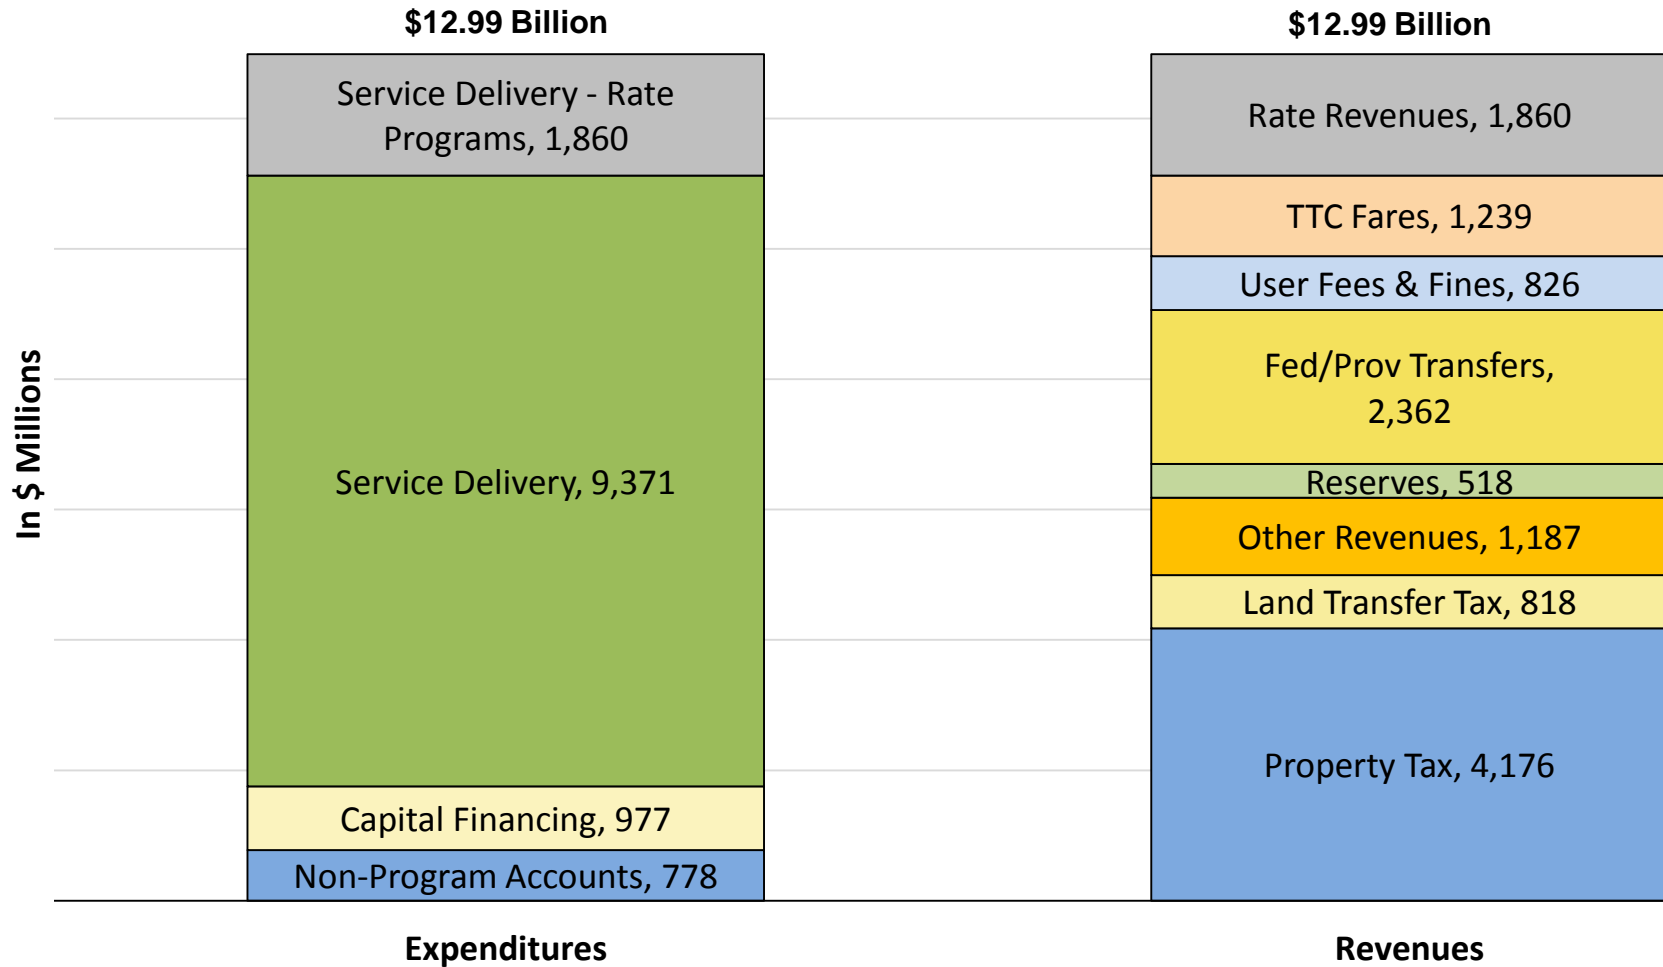 $12.99 Billion
Service Delivery - Rate
Programs, 1,860
Service Delivery, 9,371
Capital Financing, 977
Non-Program Accounts, 778
Expenditures
$12.99 Billion
Rate Revenues, 1,860
TTC Fares, 1,239
User Fees & Fines, 826
Fed/Prov Transfers,
2,362
Reserves, 518
Other Revenues, 1,187
Land Transfer Tax, 818
Property Tax, 4,176
Revenues
In $ Millions